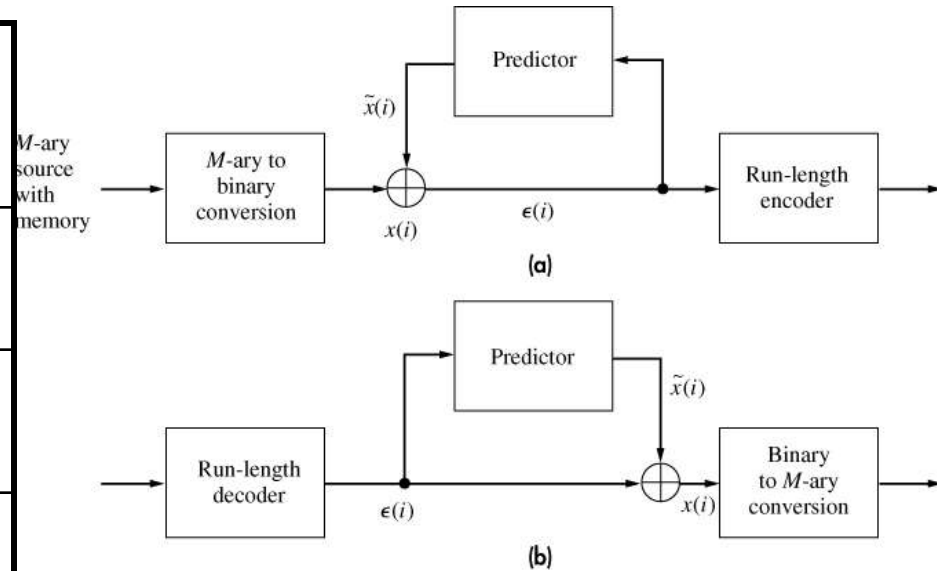 Predictor
x̃(i)
M-ary
source
with
memory
M-ary to
binary
conversion
x(i)
ϵ(i)
Run-length
encoder
(a)
Predictor
x̃(i)
Run-length
decoder
ϵ(i)
x(i)
Binary
to M-ary
conversion
(b)